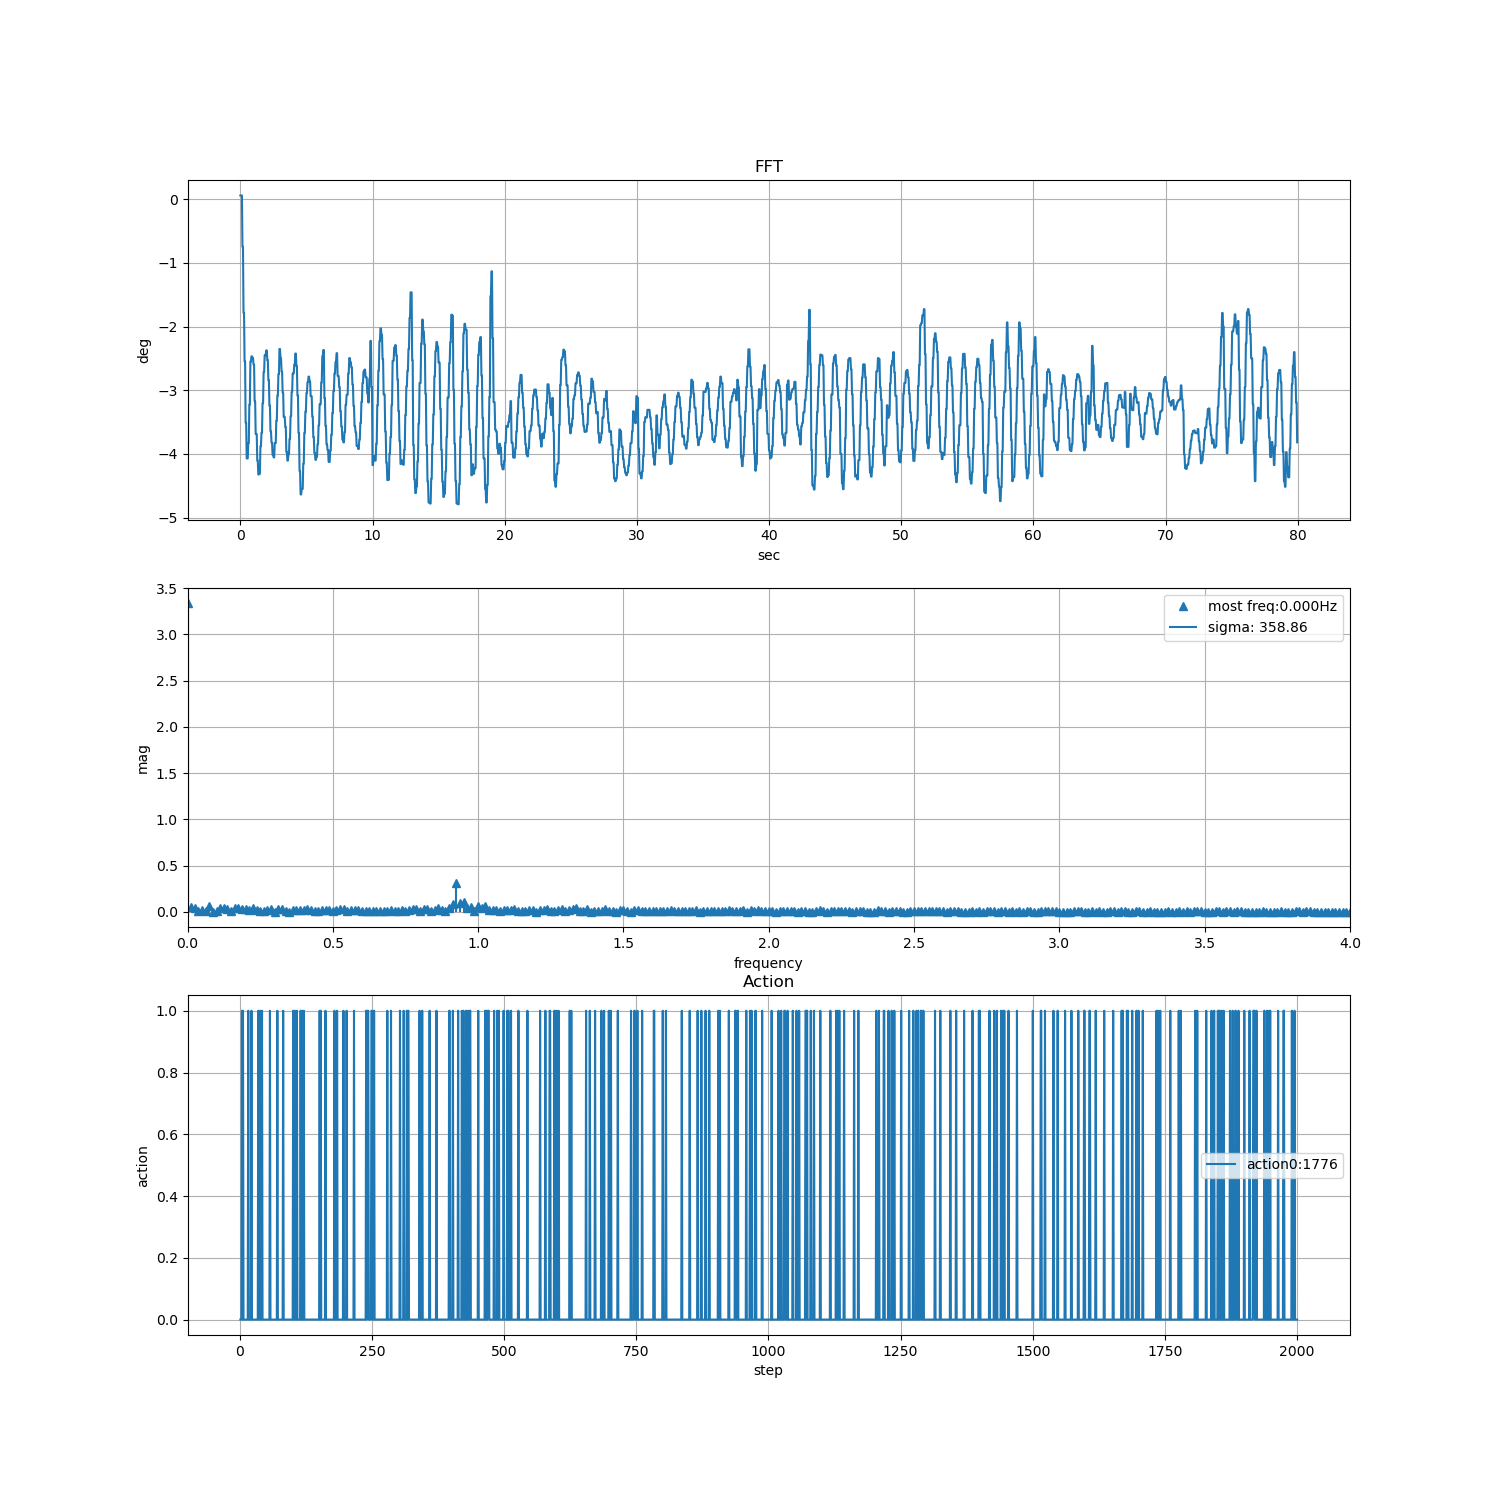 FFT
0
−1
−2
−3
−4
−5
deg
0 10 20 30 40 50 60 70 80
sec
3.5
3.0
2.5
2.0
1.5
1.0
0.5
0.0
mag
most freq:0.000Hz
sigma: 358.86
0.0 0.5 1.0 1.5 2.0 2.5 3.0 3.5 4.0
frequency
Action
1.0
0.8
0.6
0.4
0.2
0.0
action
action0:1776
0 250 500 750 1000 1250 1500 1750 2000
step